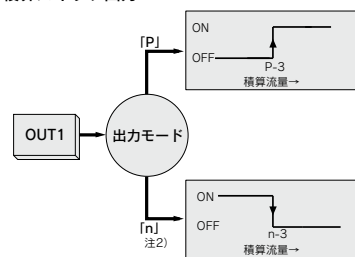 「P」
ON
OFF
P-3
積算流量→
OUT1
出力モード
「n」
注2)
ON
OFF
n-3
積算流量→